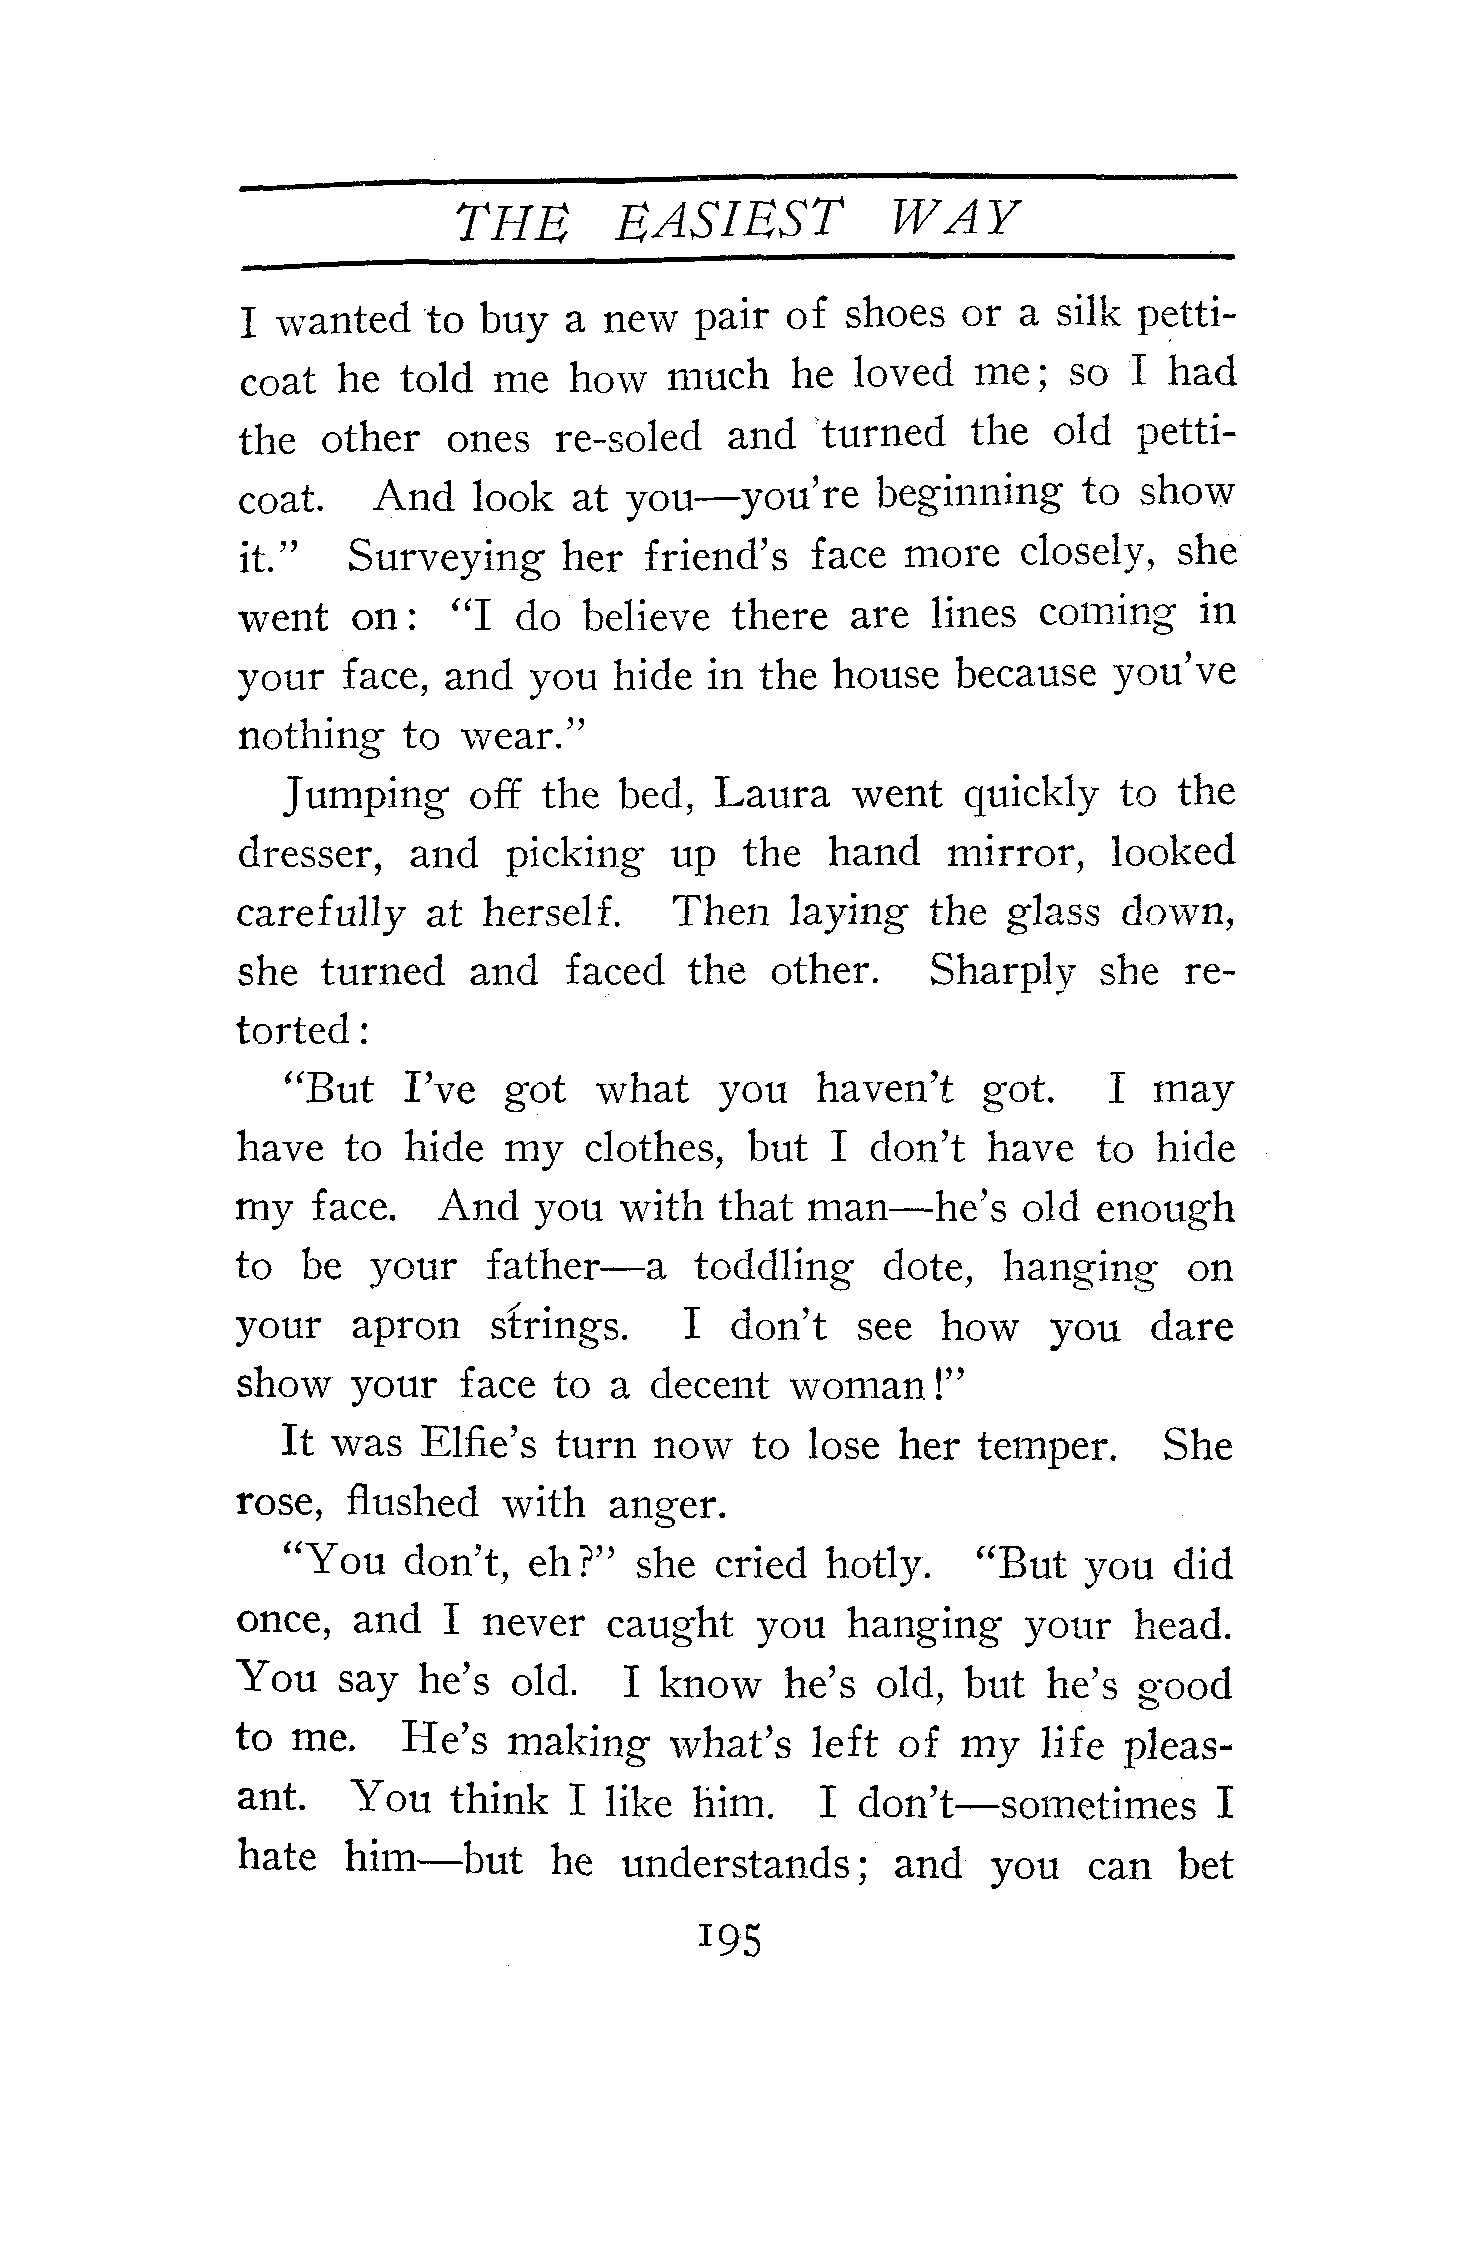 THE EASIEST WAY
I wanted to buy a new pair of shoes or a silk petti-
coat he told me how much he loved me; so I had
the other ones re-soled and turned the old petti-
coat. And look at you—you're beginning to show
it." Surveying her friend's face more closely, she
went on: "I do believe there are lines coming in
your face, and you hide in the house because you've
nothing to wear."
Jumping off the bed, Laura went quickly to the
dresser, and picking up the hand mirror, looked
carefully at herself. Then laying the glass down,
she turned and faced the other. Sharply she re-
torted:
"But I've got what you haven't got. I may
have to hide my clothes, but I don't have to hide
my face. And you with that man—he's old enough
to be your father—a toddling dote, hanging on
your apron strings. I don't see how you dare
show your face to a decent woman!"
It was Elfie's turn now to lose her temper. She
rose, flushed with anger.
"You don't, eh?" she cried hotly. "But you did
once, and I never caught you hanging your head.
You say he's old. I know he's old, but he's good
to me. He's making what's left of my life pleas-
ant. You think I like him. I don't—sometimes I
hate him—but he understands; and you can bet
195